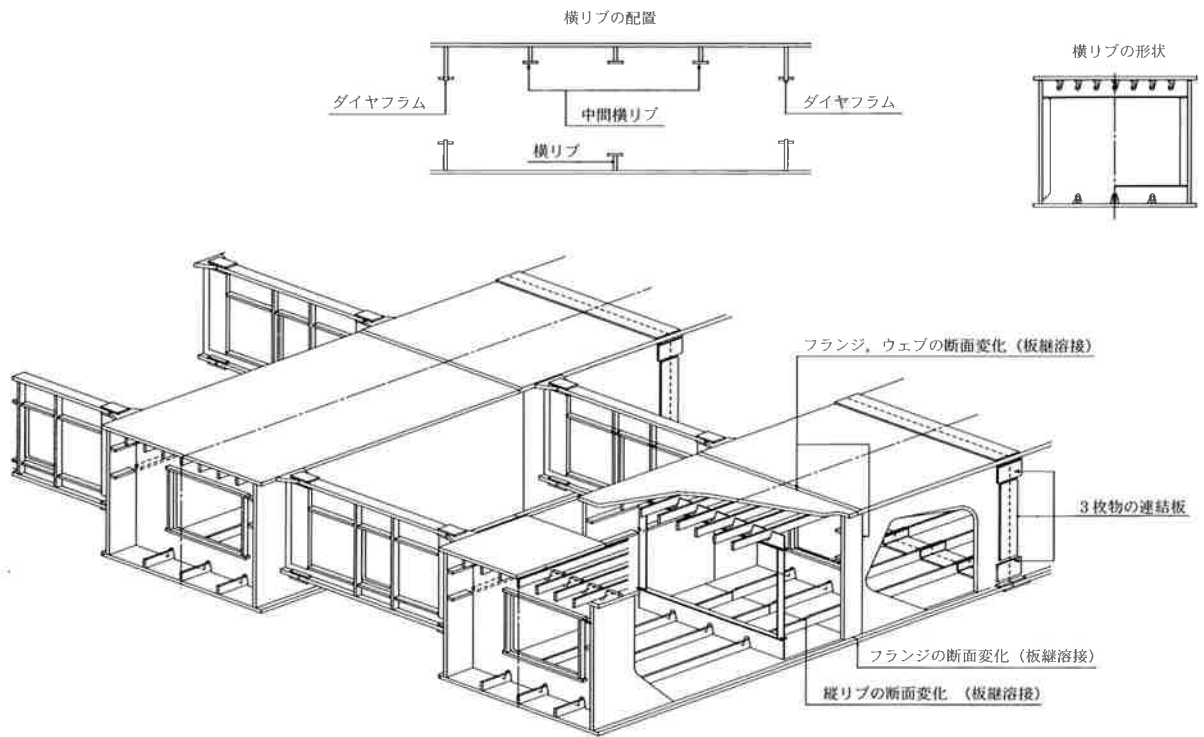 横リブの配置
横リブの形状
ダイヤフラム
ダイヤフラム
中間横リブ
横リブ
フランジ，ウェブの断面変化（板継溶接）
3枚物の連結板
フランジの断面変化（板継溶接）
縦リブの断面変化　（板継溶接）